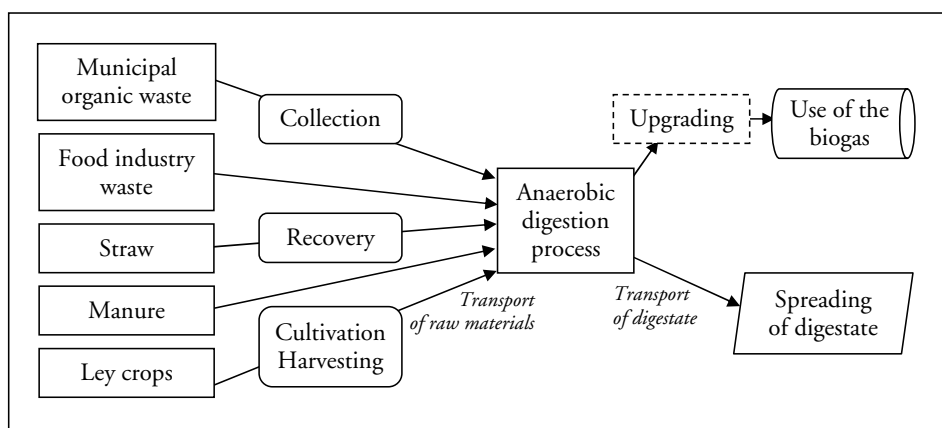 Municipal
organic waste
Collection
Food industry
waste
Straw
Recovery
Manure
Ley crops
Cultivation
Harvesting
Transport
of raw materials
Anaerobic
digestion
process
Upgrading
Use of the
biogas
Transport
of digestate
Spreading
of digestate